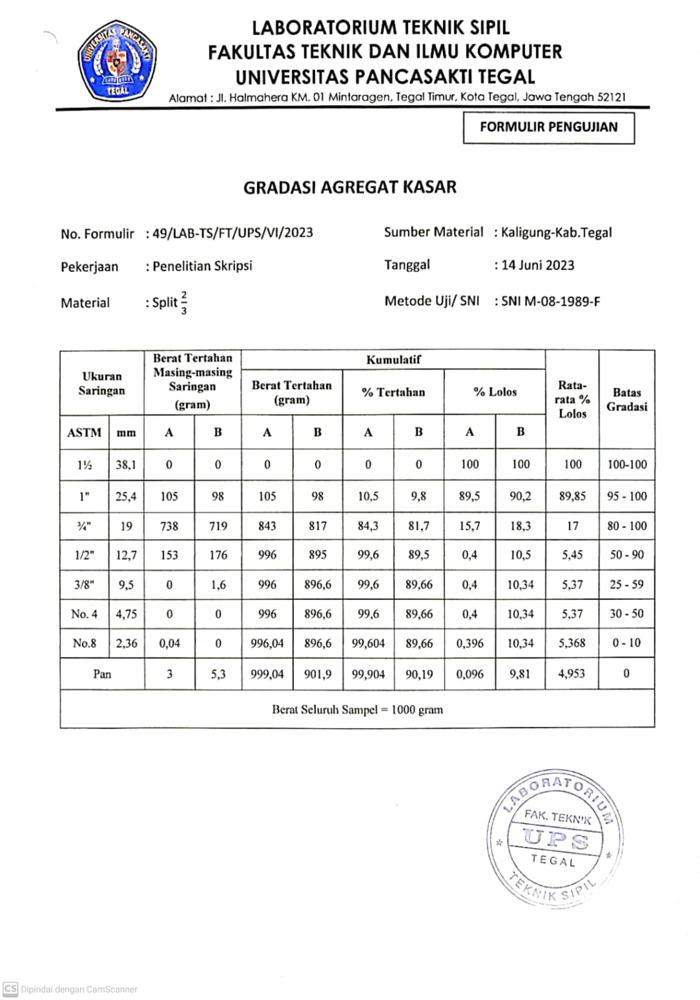 UNIVERSITAS PANCASAKTI
TEGAL
LABORATORIUM TEKNIK SIPIL
FAKULTAS TEKNIK DAN ILMU KOMPUTER
UNIVERSITAS PANCASAKTI TEGAL
Alamat : Jl. Halmahera KM. 01 Mintaragen, Tegal Timur, Kota Tegal, Jawa Tengah 52121
FORMULIR PENGUJIAN
GRADASI AGREGAT KASAR
No. Formulir : 49/LAB-TS/FT/UPS/VI/2023 Sumber Material : Kaligung-Kab.Tegal
Pekerjaan : Penelitian Skripsi Tanggal : 14 Juni 2023
Material : Split 2/3 Metode Uji/ SNI : SNI M-08-1989-F
Ukuran Saringan Berat Tertahan Masing-masing Saringan (gram) Kumulatif Rata-rata % Lolos Batas Gradasi
Berat Tertahan (gram) % Tertahan % Lolos
ASTM mm A B A B A B A B
1½ 38,1 0 0 0 0 0 0 100 100 100 100-100
1" 25,4 105 98 105 98 10,5 9,8 89,5 90,2 89,85 95 - 100
¾" 19 738 719 843 817 84,3 81,7 15,7 18,3 17 80 - 100
1/2" 12,7 153 176 996 895 99,6 89,5 0,4 10,5 5,45 50 - 90
3/8" 9,5 0 1,6 996 896,6 99,6 89,66 0,4 10,34 5,37 25 - 59
No. 4 4,75 0 0 996 896,6 99,6 89,66 0,4 10,34 5,37 30 - 50
No.8 2,36 0,04 0 996,04 896,6 99,604 89,66 0,396 10,34 5,368 0 - 10
Pan 3 5,3 999,04 901,9 99,904 90,19 0,096 9,81 4,953 0
Berat Seluruh Sampel = 1000 gram
LABORATORIUM
FAK. TEKNIK
UPS
TEGAL
TEKNIK SIPIL
CS Dipindai dengan CamScanner